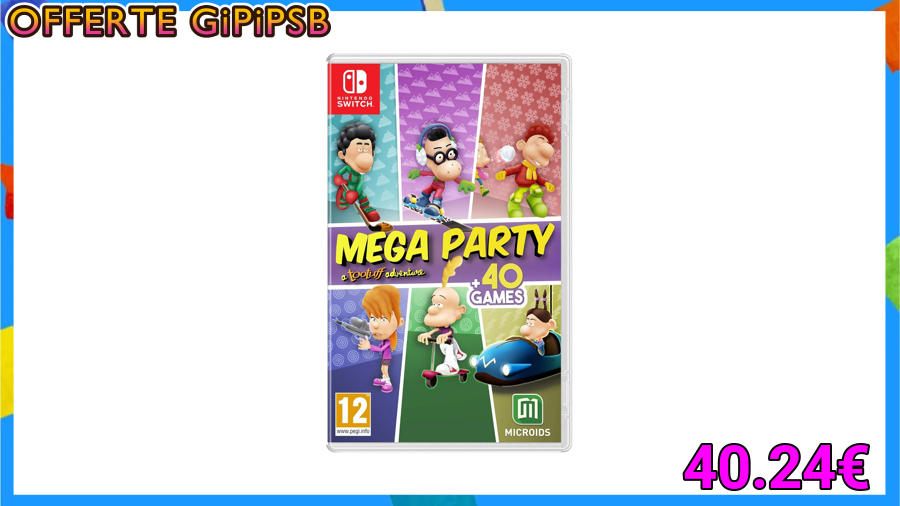 OFFERTE GiPiPSB
NINTENDO
SWITCH.
MEGA PARTY
a tootuff adventure
+40
GAMES
12
www.pegi.info
MICROIDS
40.24€